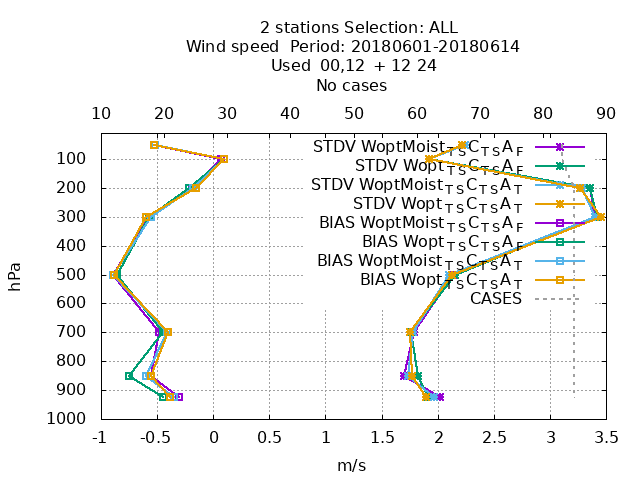 2 stations Selection: ALL
Wind speed  Period: 20180601-20180614
Used  00,12  + 12 24
No cases
10 20 30 40 50 60 70 80 90
STDV WoptMoist_TS C_TS A_F
STDV Wopt_TS C_TS A_F
STDV WoptMoist_TS C_TS A_T
STDV Wopt_TS C_TS A_T
BIAS WoptMoist_TS C_TS A_F
BIAS Wopt_TS C_TS A_F
BIAS WoptMoist_TS C_TS A_T
BIAS Wopt_TS C_TS A_T
CASES
100
200
300
400
500
600
700
800
900
1000
hPa
-1 -0.5 0 0.5 1 1.5 2 2.5 3 3.5
m/s